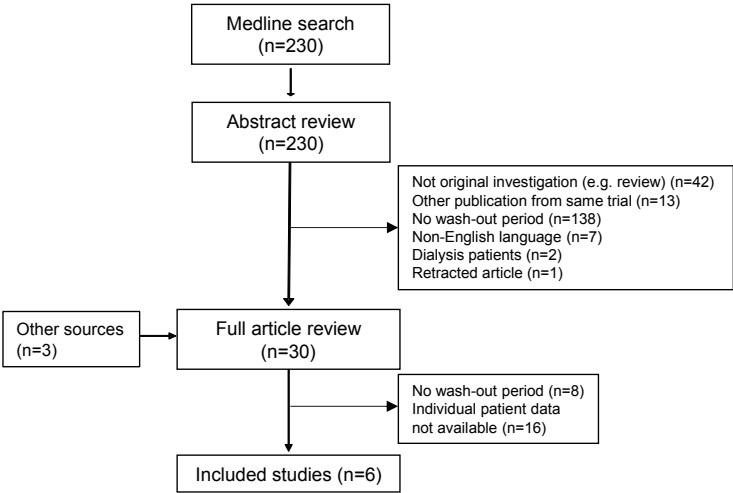 Medline search
(n=230)
Abstract review
(n=230)
Not original investigation (e.g. review) (n=42)
Other publication from same trial (n=13)
No wash-out period (n=138)
Non-English language (n=7)
Dialysis patients (n=2)
Retracted article (n=1)
Other sources
(n=3)
Full article review
(n=30)
No wash-out period (n=8)
Individual patient data
not available (n=16)
Included studies (n=6)